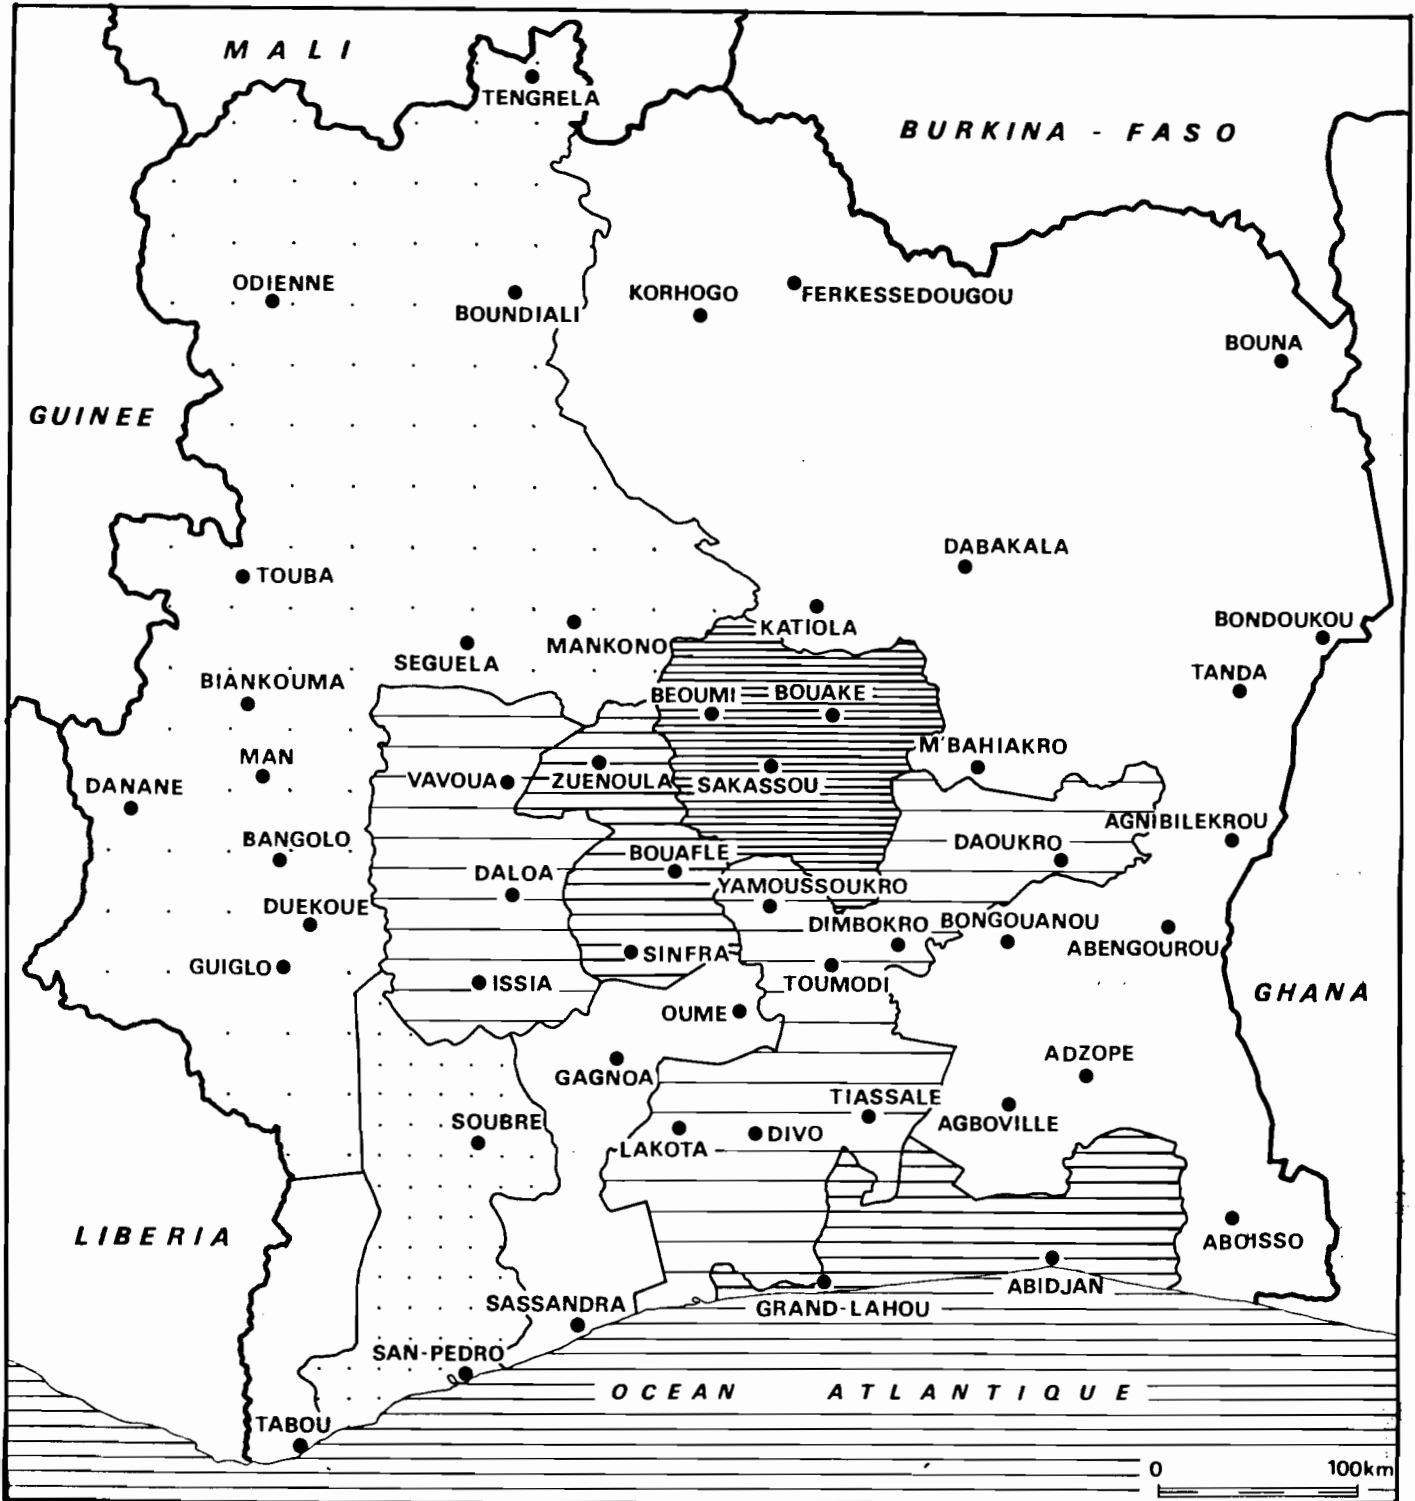 MALI
TENGRELA
BURKINA - FASO
ODIENNE
BOUNDIALI
KORHOGO
FERKESSEDOUGOU
BOUNA
GUINEE
DABAKALA
TOUBA
KATIOLA
BONDOUKOU
MANKONO
SEGUELA
TANDA
BIANKOUMA
BEOUMI
BOUAKE
M'BAHIAKRO
MAN
DANANE
VAVOUA
ZUENOULA
SAKASSOU
AGNIBILEKROU
BANGOLO
DAOUKRO
BOUAFLE
DALOA
YAMOUSSOUKRO
DUEKOUE
DIMBOKRO
BONGOUANOU
ABENGOUROU
GUIGLO
SINFRA
ISSIA
TOUMODI
GHANA
OUME
ADZOPE
GAGNOA
TIASSALE
SOUBRE
AGBOVILLE
LAKOTA
DIVO
LIBERIA
ABOISSO
ABIDJAN
SASSANDRA
GRAND-LAHOU
SAN-PEDRO
OCEAN ATLANTIQUE
TABOU
0 100km